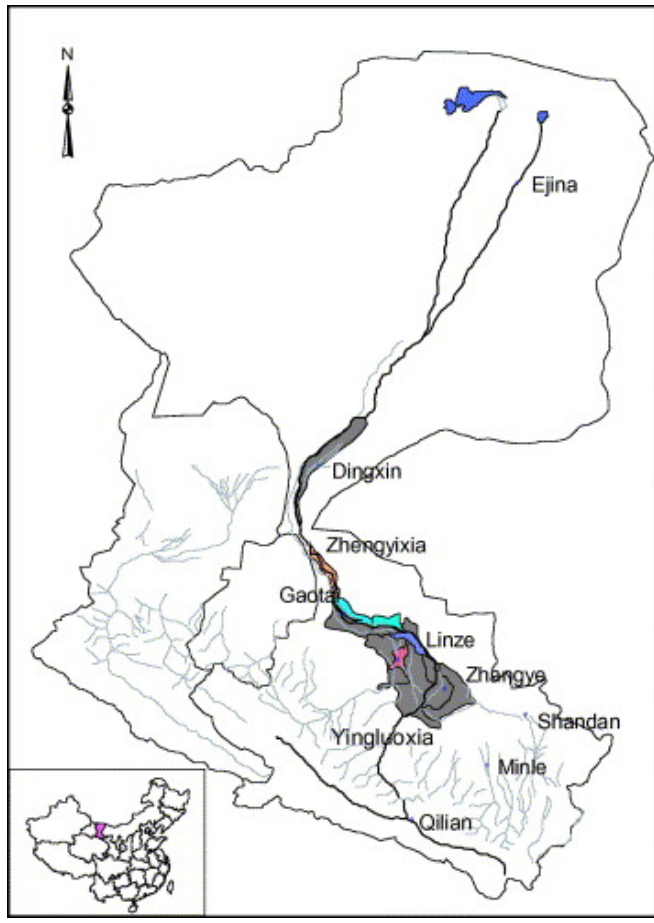 N
Ejina
Dingxin
Zhengyixia
Gaotai
Linze
Zhangye
Shandan
Yingluoxia
Minle
Qilian